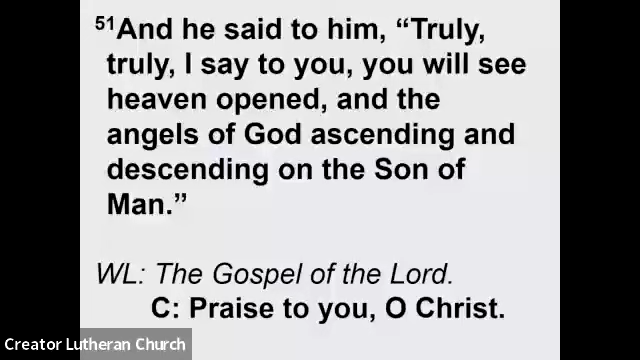 51And he said to him, “Truly,
truly, I say to you, you will see
heaven opened, and the
angels of God ascending and
descending on the Son of
Man.”
WL: The Gospel of the Lord.
C: Praise to you, O Christ.
Creator Lutheran Church